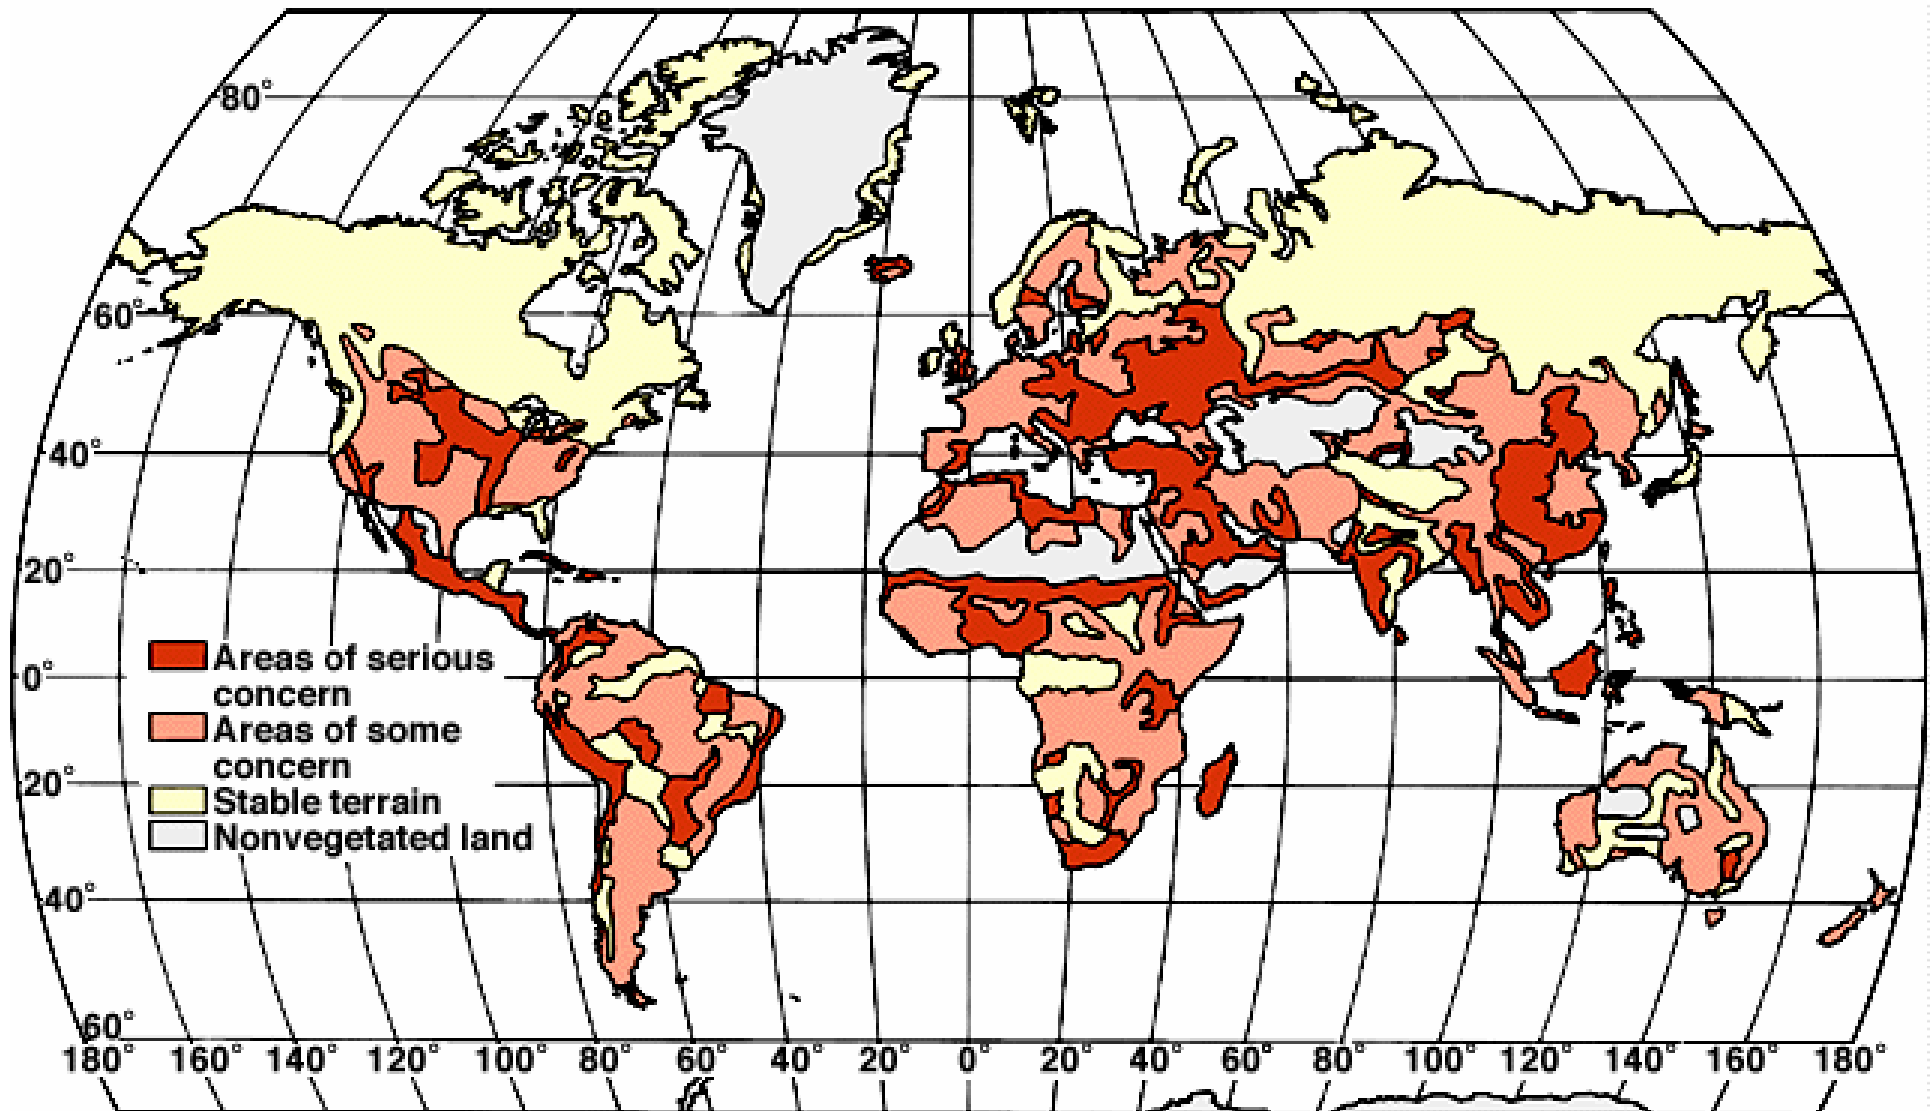 80°
60°
40°
20°
Areas of serious
concern
0°
Areas of some
concern
20°
Stable terrain
Nonvegetated land
40°
60°
180° 160° 140° 120° 100° 80° 60° 40° 20° 0° 20° 40° 60° 80° 100° 120° 140° 160° 180°